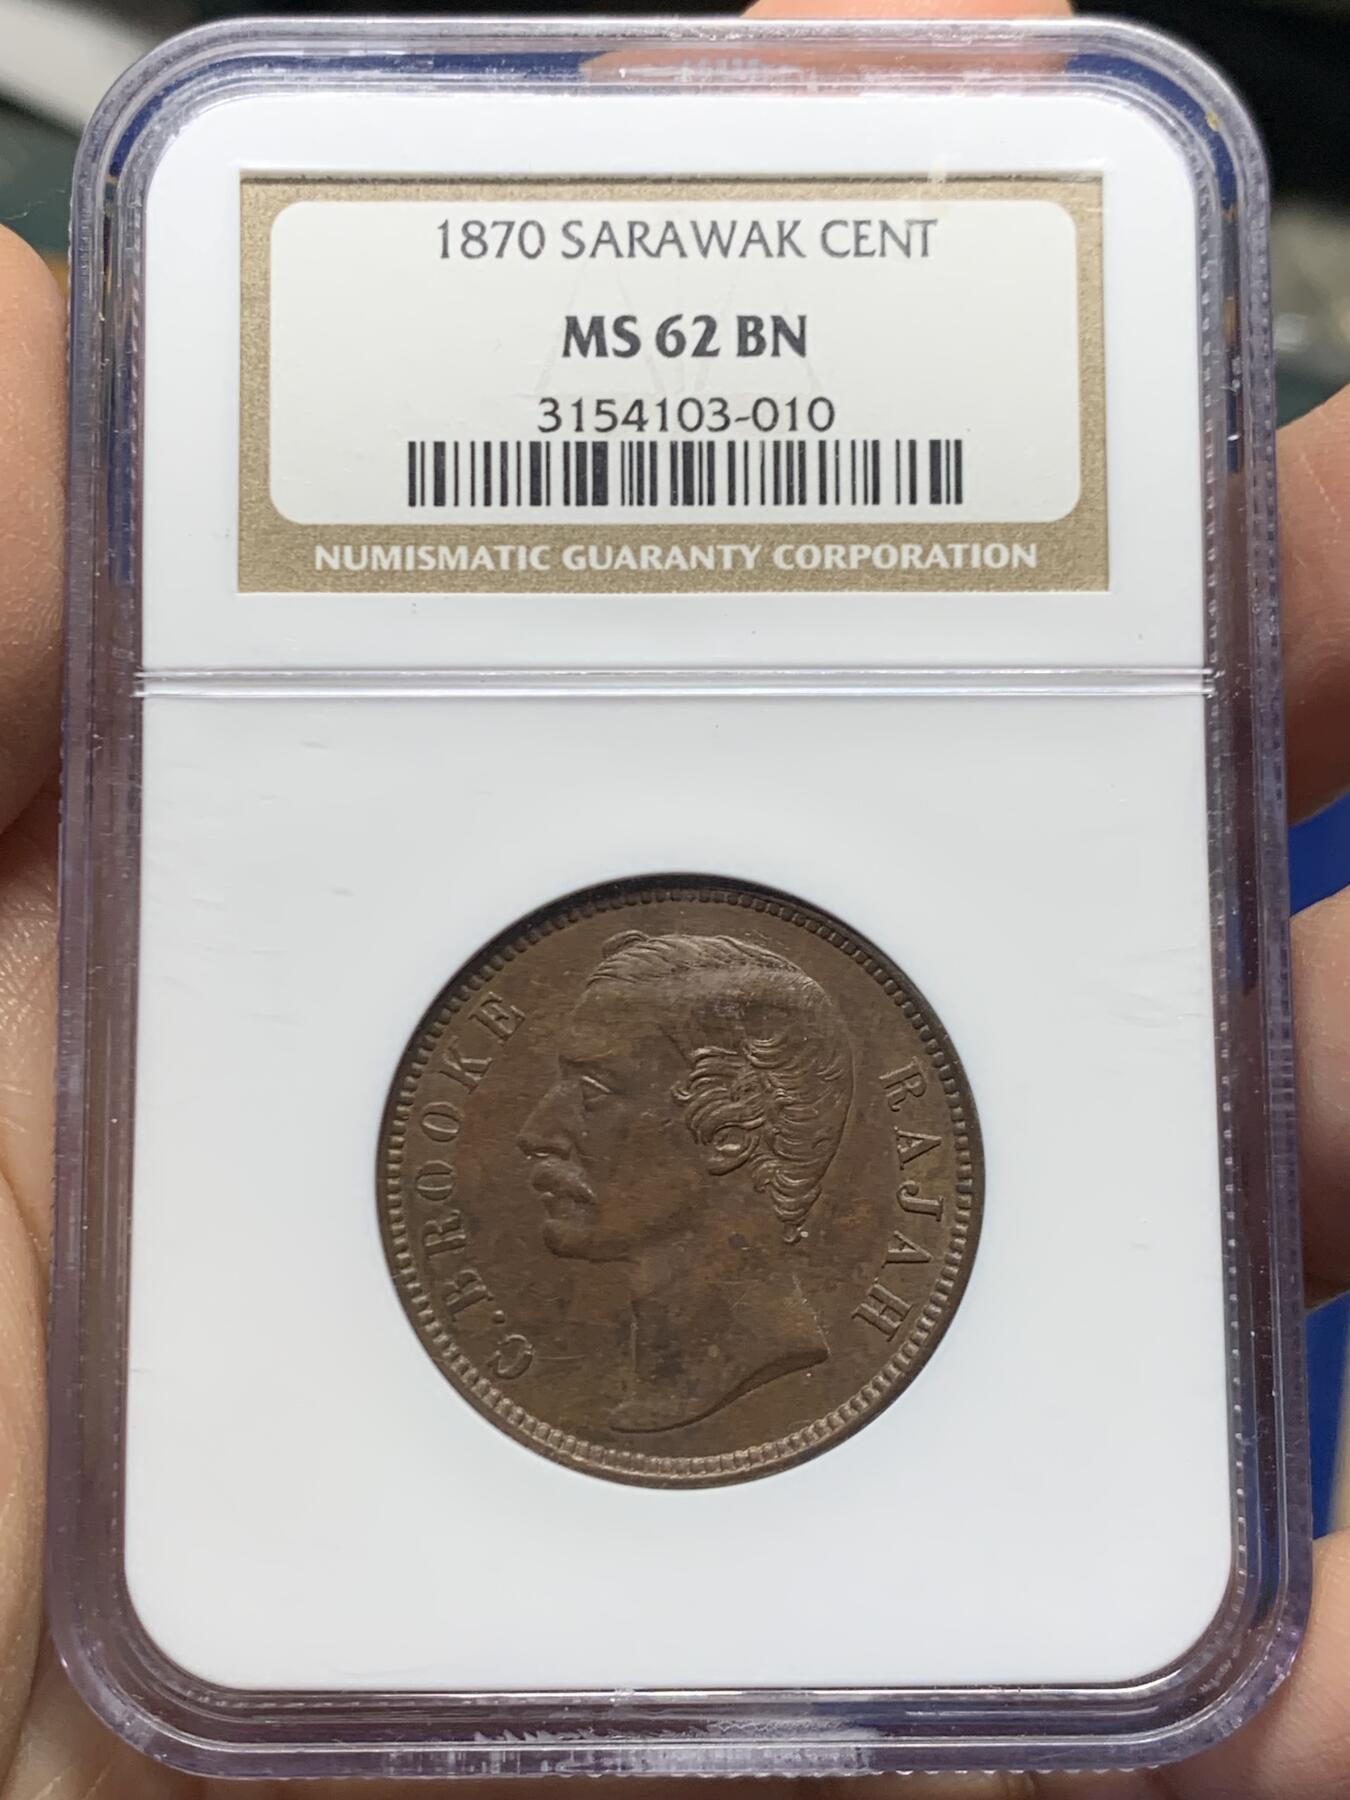 1870 SARAWAK CENT
MS 62 BN
3154103-010
NUMISMATIC GUARANTY CORPORATION
C. BROOKE RAJAH